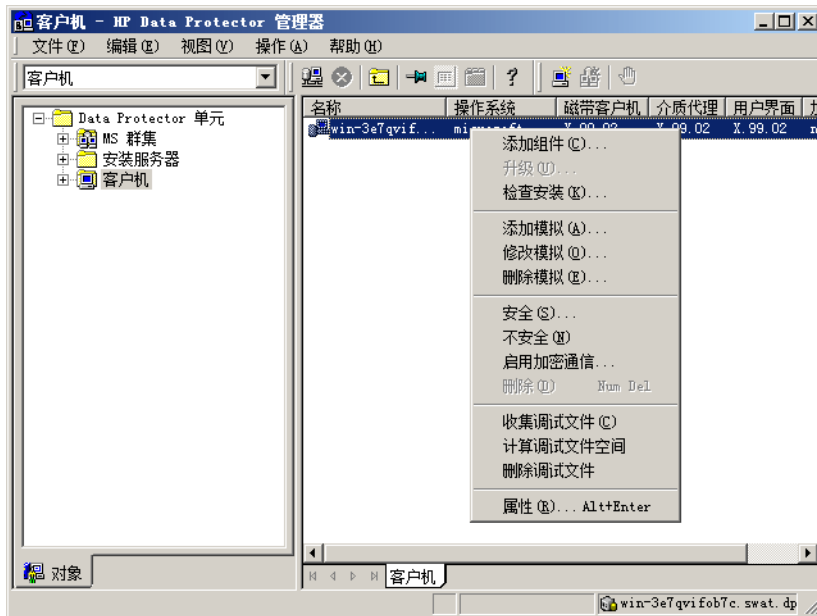 客户机 - HP Data Protector 管理器
文件(F) 编辑(E) 视图(V) 操作(A) 帮助(H)
客户机
Data Protector 单元
MS 群集
安装服务器
客户机
名称 操作系统 磁带客户机 介质代理 用户界面
win-3e7qvif... X.99.02
添加组件(C)...
升级(U)...
检查安装(K)...
添加模拟(A)...
修改模拟(O)...
删除模拟(E)...
安全(S)...
不安全(N)
启用加密通信...
删除(D) Num Del
收集调试文件(C)
计算调试文件空间
删除调试文件
属性(R)... Alt+Enter
对象
客户机
win-3e7qvifob7c.swat.dp